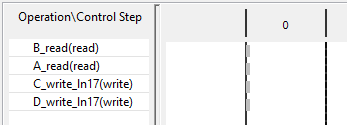 Operation\Control Step
0
B_read(read)
A_read(read)
C_write_ln17(write)
D_write_ln17(write)